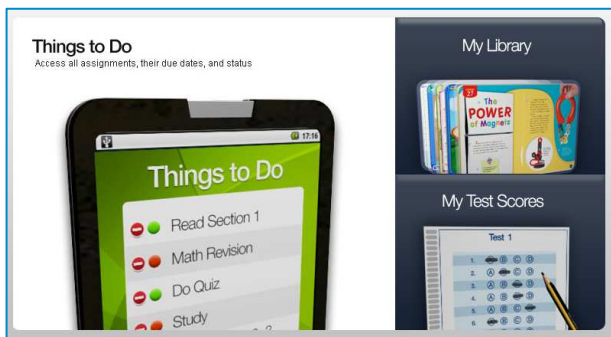 Things to Do
Access all assignments, their due dates, and status
17:16
Things to Do
Read Section 1
Math Revision
Do Quiz
Study
My Library
27
The
POWER
of Magnets
My Test Scores
Test 1
1. B C D
2. A C D
3. A B D
4. A B D
5. A B C
6. B C D